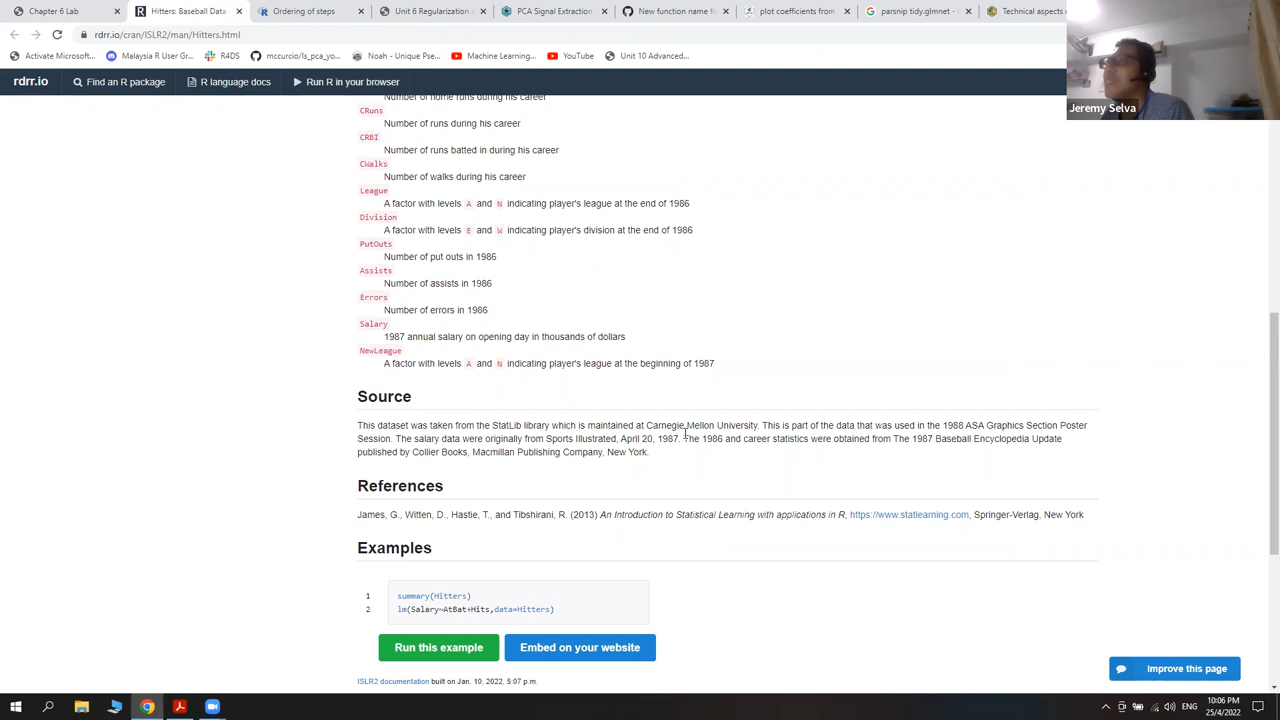 Chapter 6 Lab
Hitters: Baseball Dat
Ordering of steps
Unit 6 Regularization a
PCA Signal Extraction
New function name fo
plot coefficients from
parsnip tidy.glmnet -
Technical aspects o
rdrr.io/cran/ISLR2/man/Hitters.html
Activate Microsoft...
Malaysia R User Gr...
R4DS
mccurcio/ls_pca_yo...
Noah - Unique Pse...
Machine Learning...
YouTube
Unit 10 Advanced...
rdrr.io
Find an R package
R language docs
Run R in your browser
Jeremy Selva
Number of home runs during his career
CRuns
Number of runs during his career
CRBI
Number of runs batted in during his career
CWalks
Number of walks during his career
League
A factor with levels A and N indicating player's league at the end of 1986
Division
A factor with levels E and W indicating player's division at the end of 1986
PutOuts
Number of put outs in 1986
Assists
Number of assists in 1986
Errors
Number of errors in 1986
Salary
1987 annual salary on opening day in thousands of dollars
NewLeague
A factor with levels A and N indicating player's league at the beginning of 1987
Source
This dataset was taken from the StatLib library which is maintained at Carnegie Mellon University. This is part of the data that was used in the 1988 ASA Graphics Section Poster
Session. The salary data were originally from Sports Illustrated, April 20, 1987. The 1986 and career statistics were obtained from The 1987 Baseball Encyclopedia Update
published by Collier Books, Macmillan Publishing Company, New York.
References
James, G., Witten, D., Hastie, T., and Tibshirani, R. (2013) An Introduction to Statistical Learning with applications in R, https://www.statlearning.com, Springer-Verlag, New York
Examples
1 summary(Hitters)
2 lm(Salary~AtBat+Hits,data=Hitters)
Run this example
Embed on your website
Improve this page
ISLR2 documentation built on Jan. 10, 2022, 5:07 p.m.
ENG
10:06 PM
25/4/2022